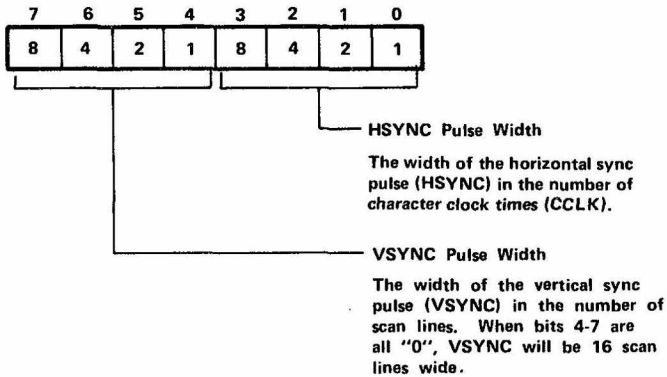 7 6 5 4 3 2 1 0
8 4 2 1 8 4 2 1
HSYNC Pulse Width
The width of the horizontal sync
pulse (HSYNC) in the number of
character clock times (CCLK).
VSYNC Pulse Width
The width of the vertical sync
pulse (VSYNC) in the number of
scan lines. When bits 4-7 are
all "0", VSYNC will be 16 scan
lines wide.